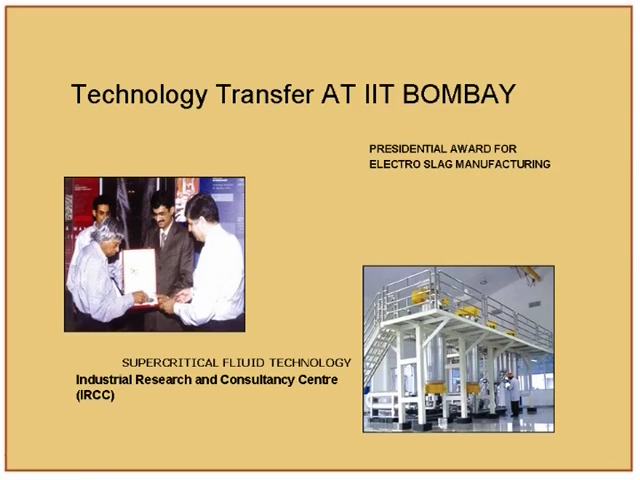 Technology Transfer AT IIT BOMBAY
PRESIDENTIAL AWARD FOR
ELECTRO SLAG MANUFACTURING
SUPERCRITICAL FLIUID TECHNOLOGY
Industrial Research and Consultancy Centre
(IRCC)